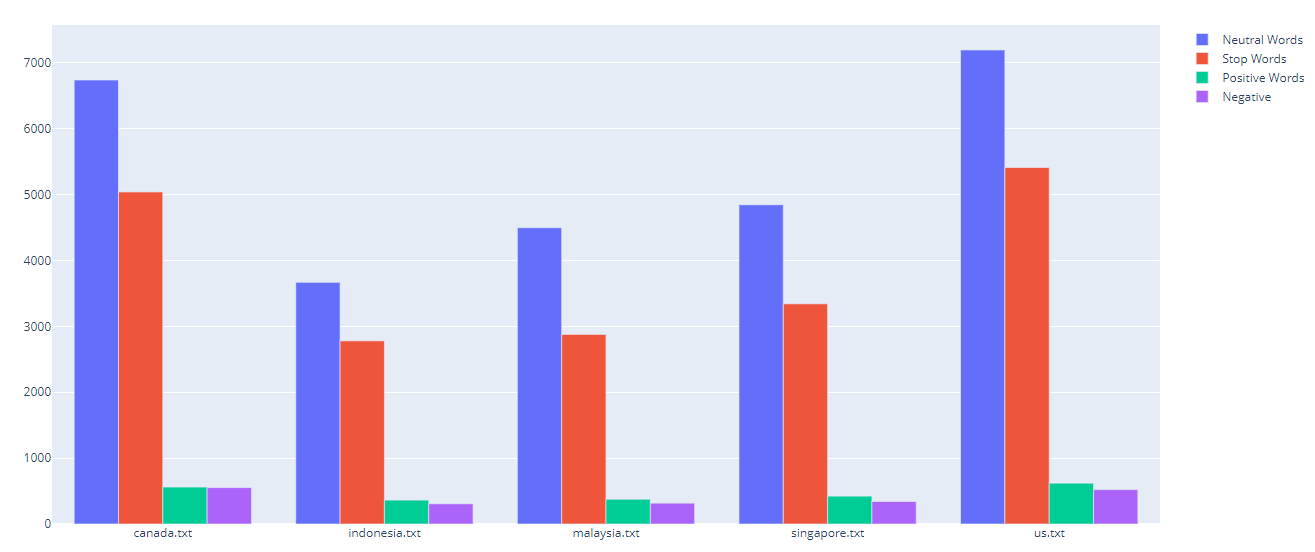 7000
6000
5000
4000
3000
2000
1000
0
canada.txt
indonesia.txt
malaysia.txt
singapore.txt
us.txt
Neutral Words
Stop Words
Positive Words
Negative